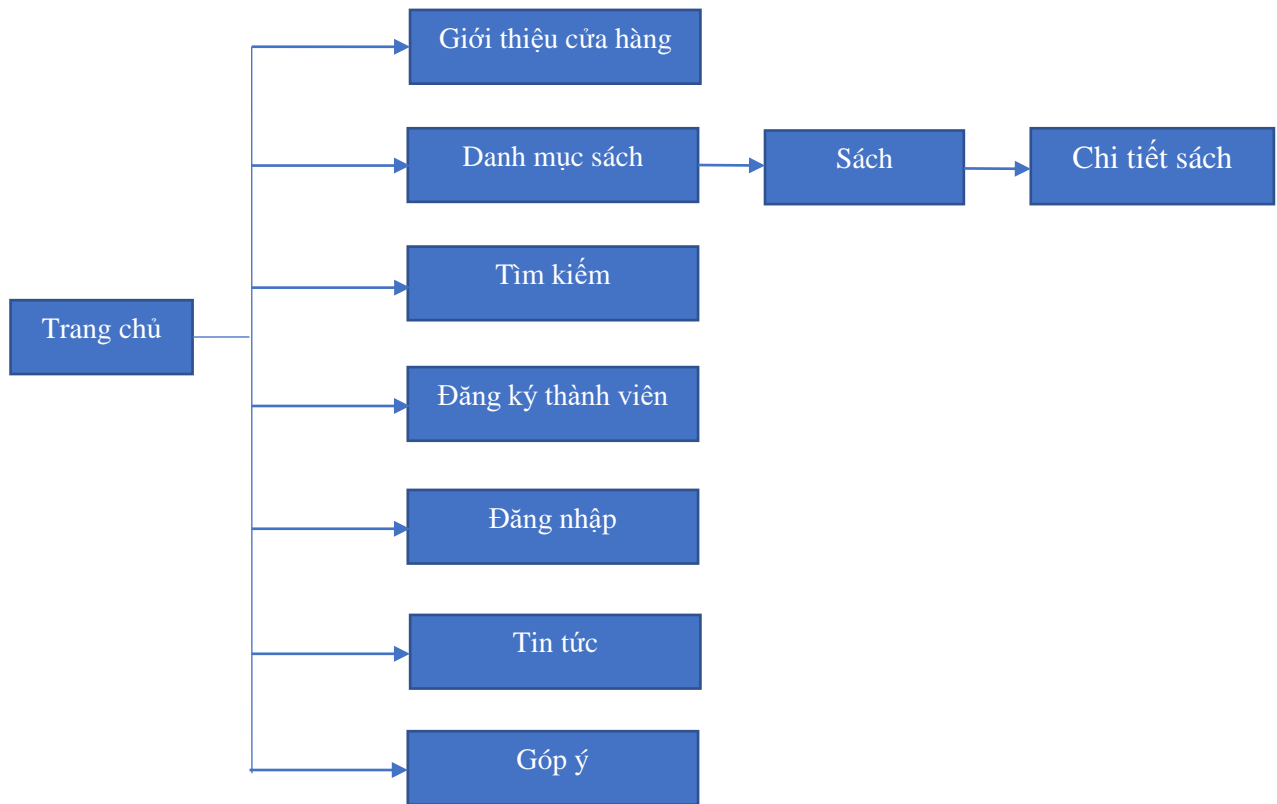 Giới thiệu cửa hàng
Danh mục sách
Sách
Chi tiết sách
Tìm kiếm
Trang chủ
Đăng ký thành viên
Đăng nhập
Tin tức
Góp ý